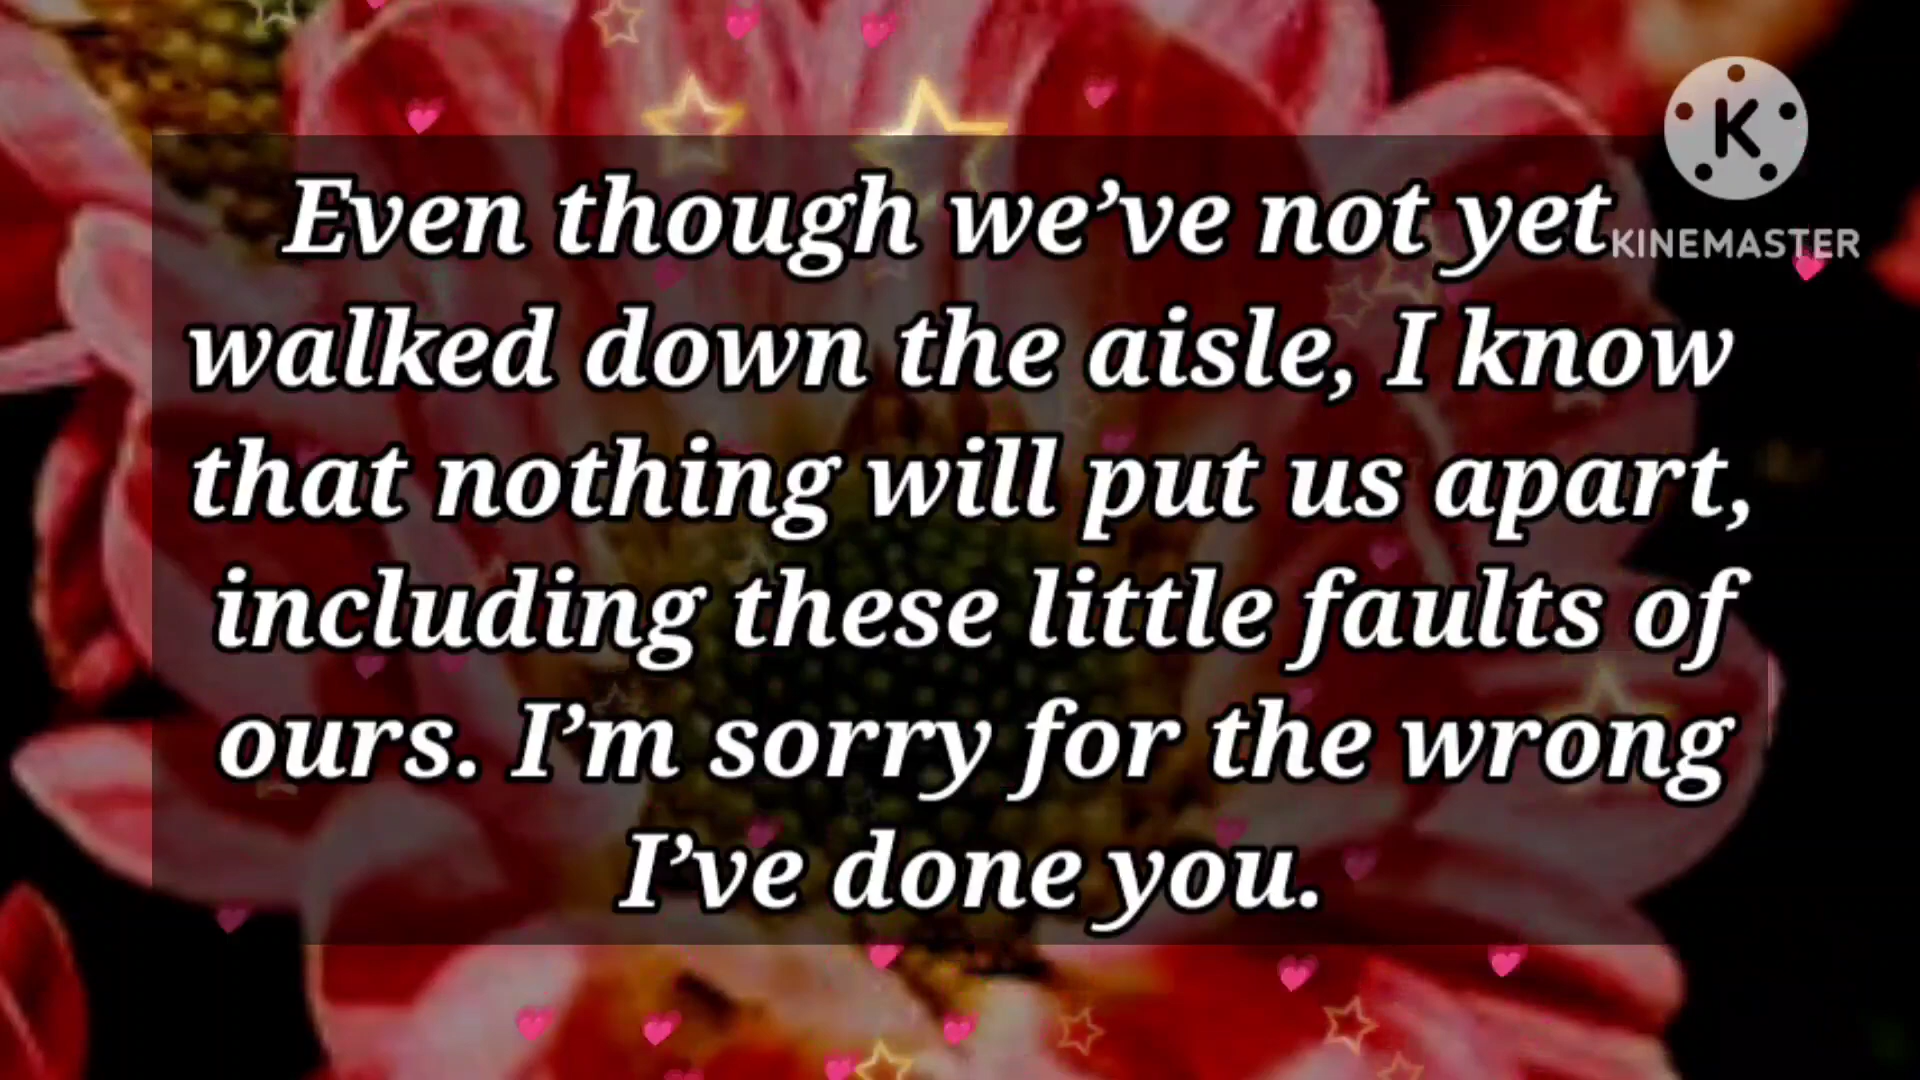 Even though we’ve not yet
walked down the aisle, I know
that nothing will put us apart,
including these little faults of
ours. I’m sorry for the wrong
I’ve done you.
K
KINEMASTER